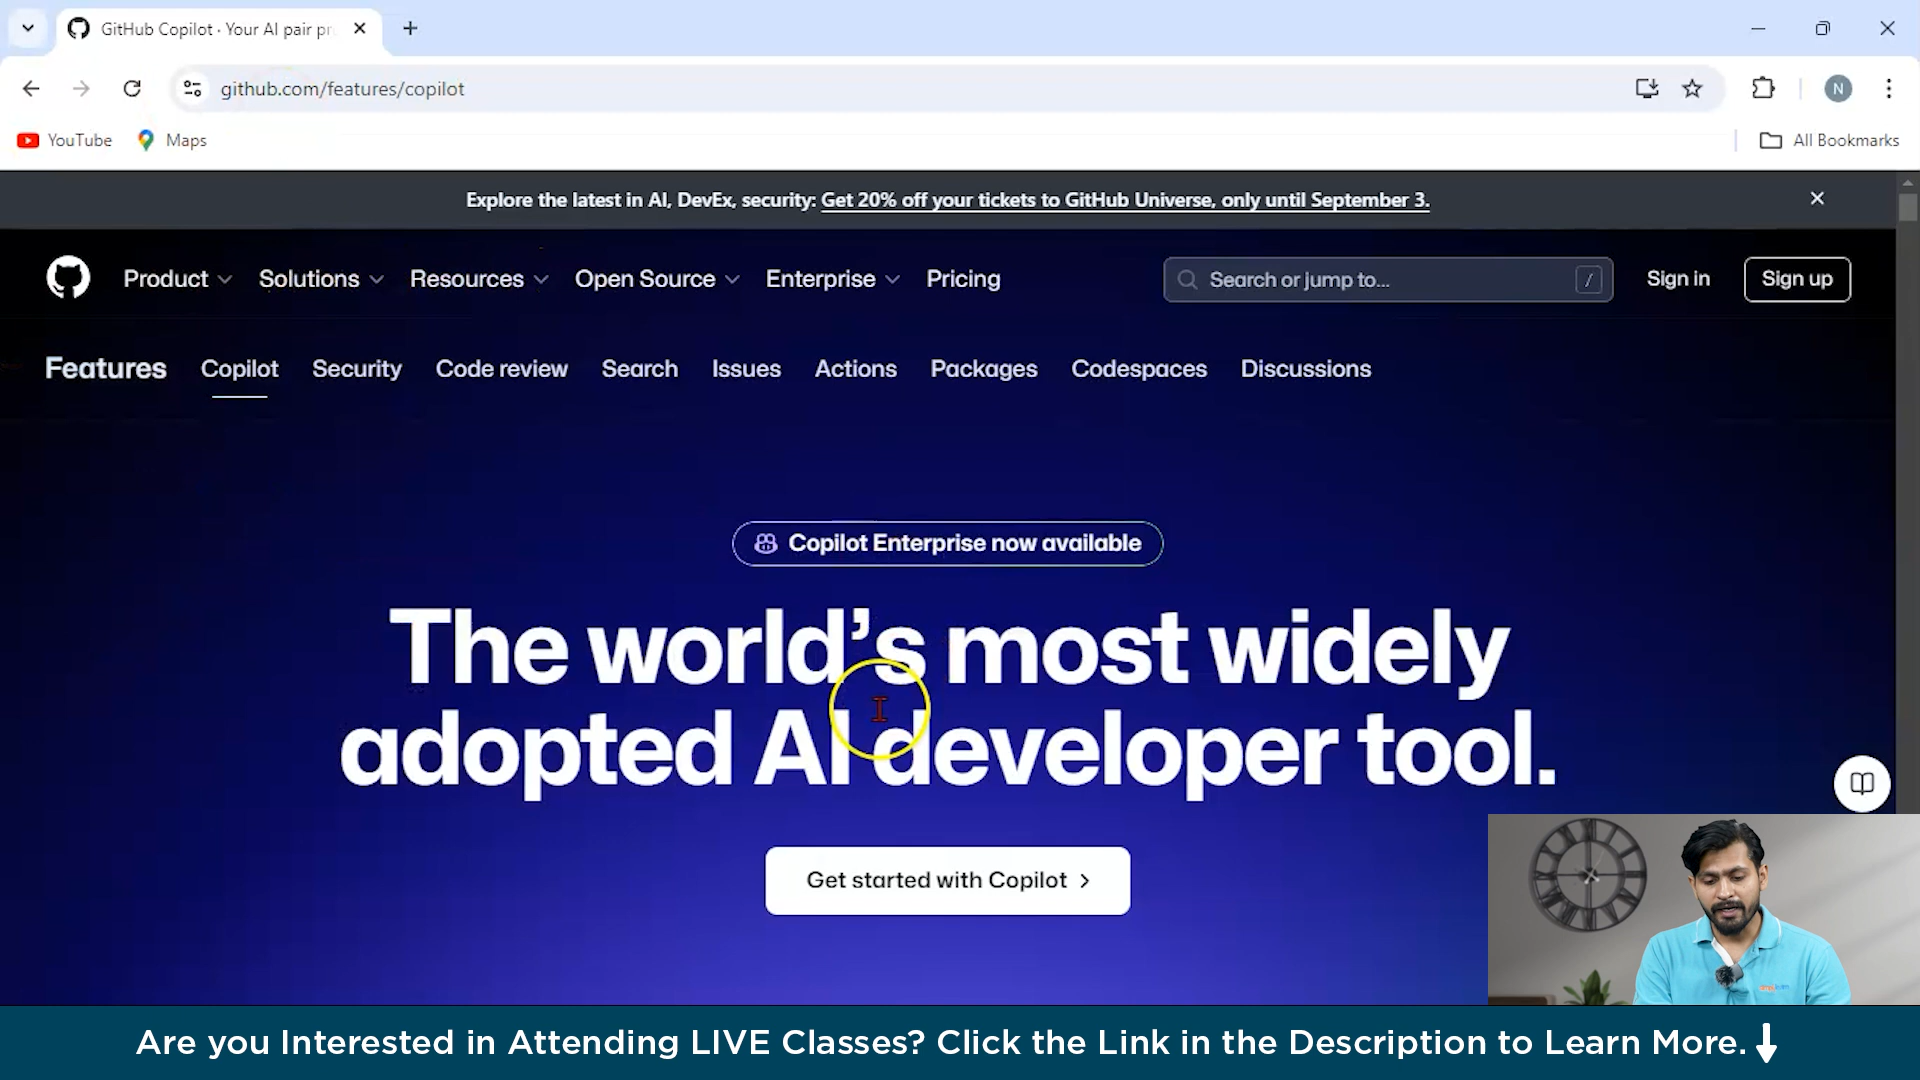 GitHub Copilot · Your AI pair pr
github.com/features/copilot
N
YouTube
Maps
All Bookmarks
Explore the latest in AI, DevEx, security: Get 20% off your tickets to GitHub Universe, only until September 3.
Product
Solutions
Resources
Open Source
Enterprise
Pricing
Search or jump to...
/
Sign in
Sign up
Features
Copilot
Security
Code review
Search
Issues
Actions
Packages
Codespaces
Discussions
Copilot Enterprise now available
The world's most widely
adopted AI developer tool.
Get started with Copilot
Are you Interested in Attending LIVE Classes? Click the Link in the Description to Learn More.